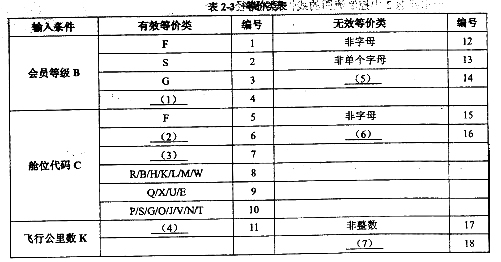 表 2-3 等价类表
输入条件 有效等价类 编号 无效等价类 编号
会员等级 B F 1 非字母 12
S 2 非单个字母 13
G 3 (5) 14
(1) 4
舱位代码 C F 5 非字母 15
(2) 6 (6) 16
(3) 7
R/B/H/K/L/M/W 8
Q/X/U/E 9
P/S/G/O/J/V/N/T 10
飞行公里数 K (4) 11 非整数 17
(7) 18